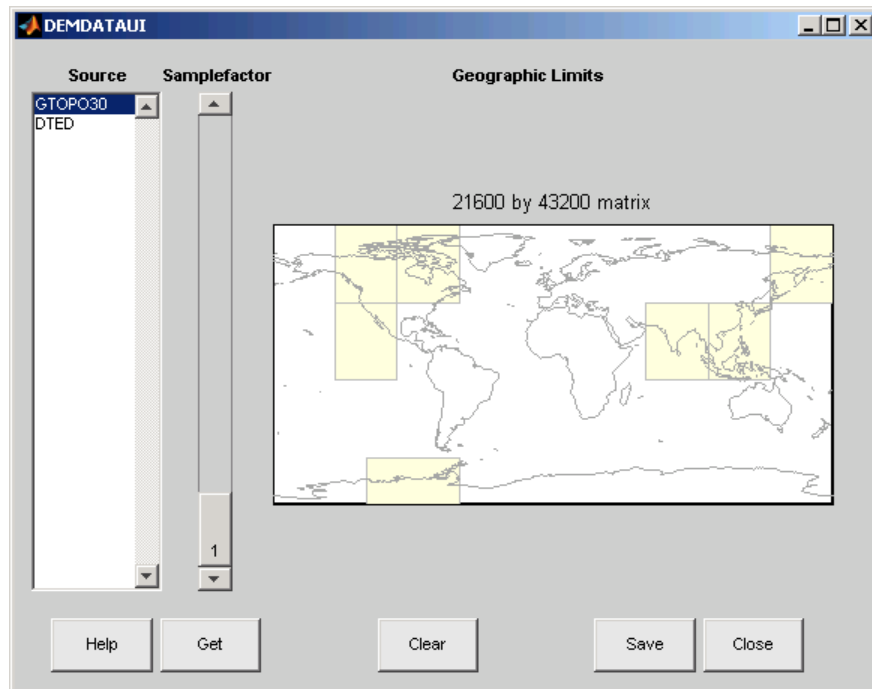 DEMDATAUI
Source Samplefactor Geographic Limits
GTOPO30
DTED
21600 by 43200 matrix
1
Help Get Clear Save Close